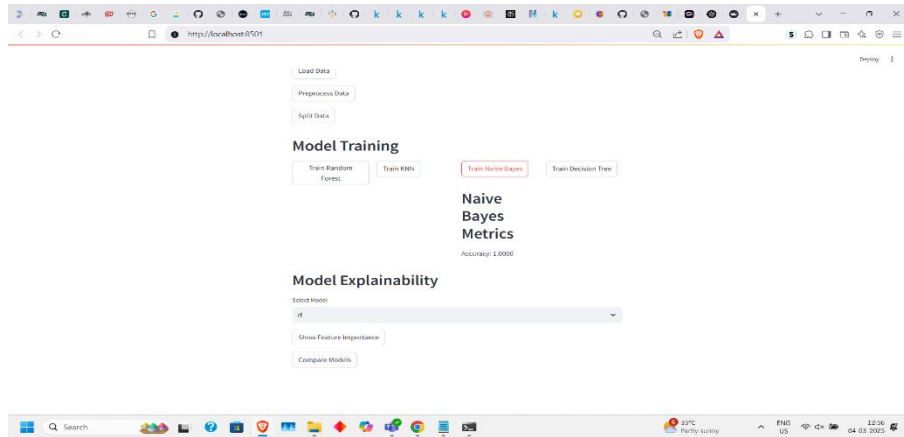 http://localhost:8501
Deploy
Load Data
Preprocess Data
Split Data
Model Training
Train Random
Forest
Train KNN
Train Naive Bayes
Train Decision Tree
Naive
Bayes
Metrics
Accuracy: 1.0000
Model Explainability
Select Model
rf
Show Feature Importance
Compare Models
Search
35°C
Partly sunny
ENG
US
12:56
04-03-2025